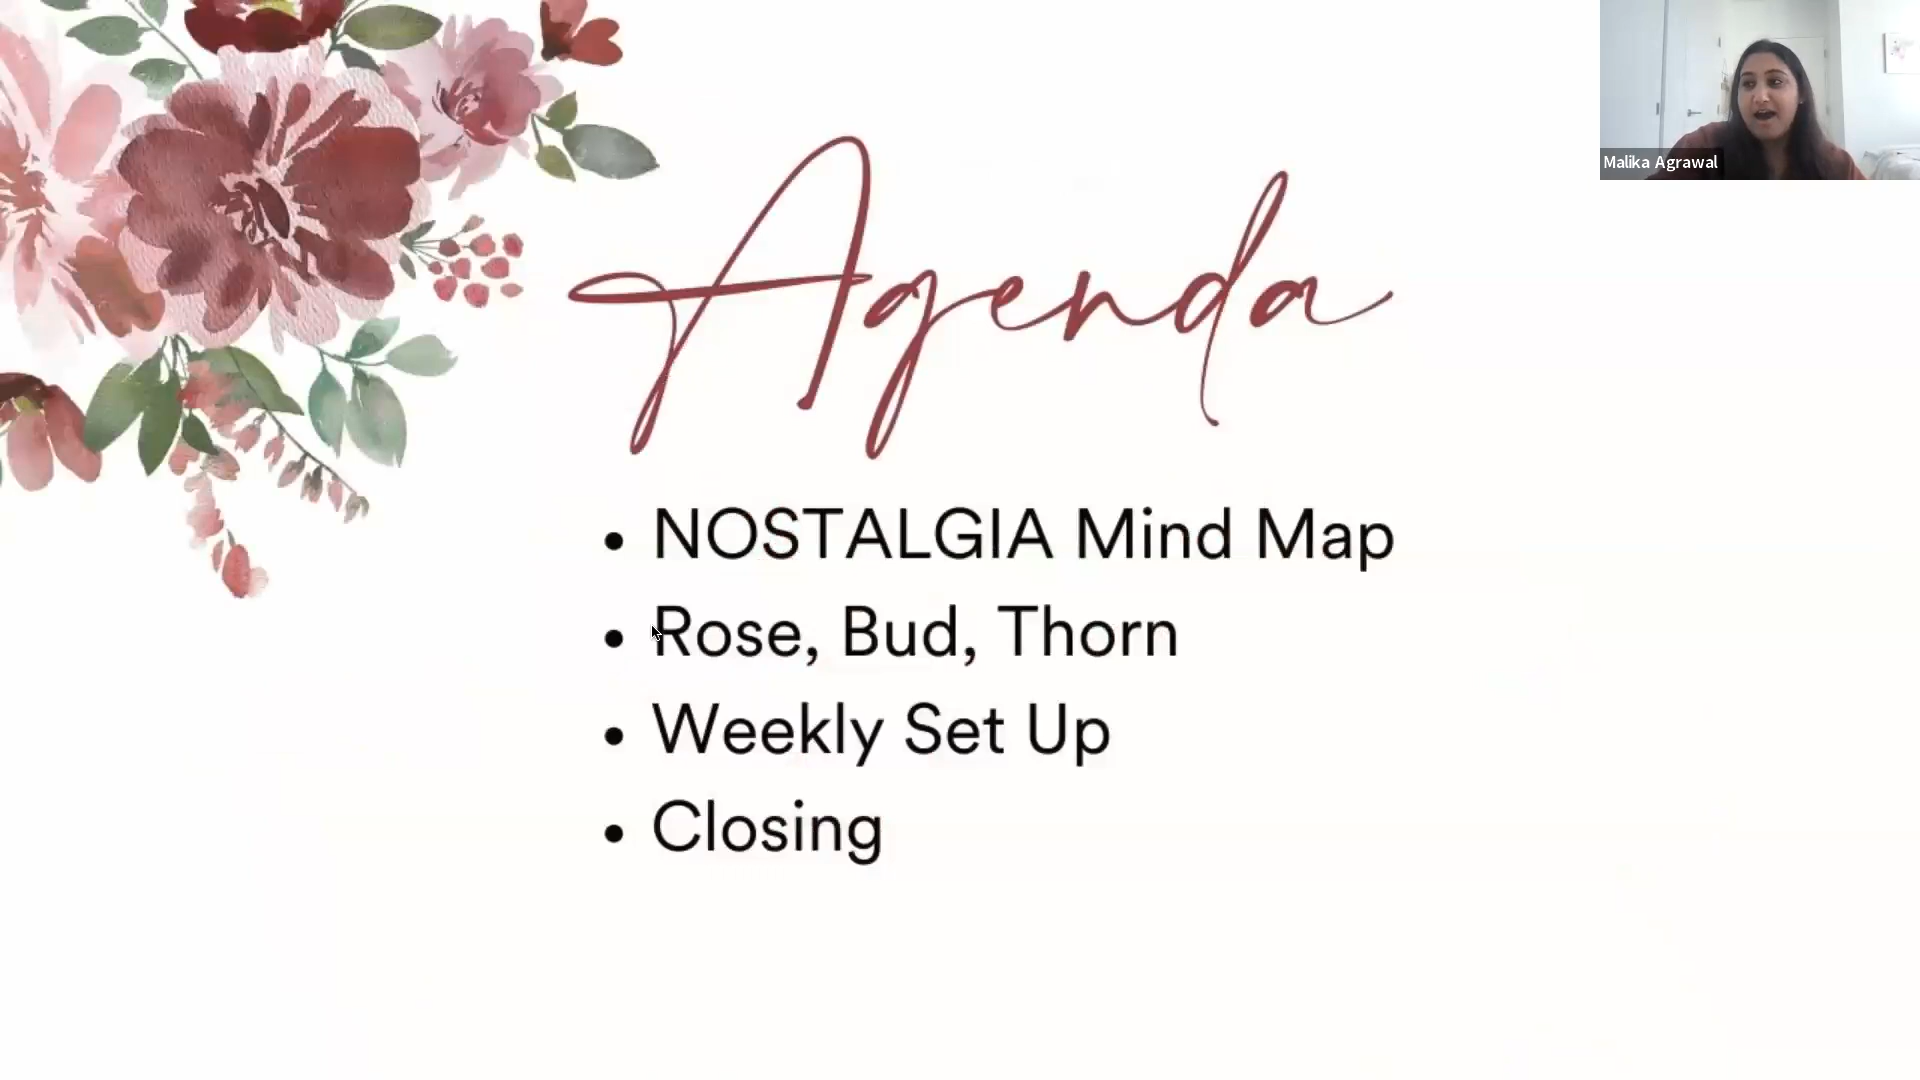 Malika Agrawal
Agenda
• NOSTALGIA Mind Map
• Rose, Bud, Thorn
• Weekly Set Up
• Closing